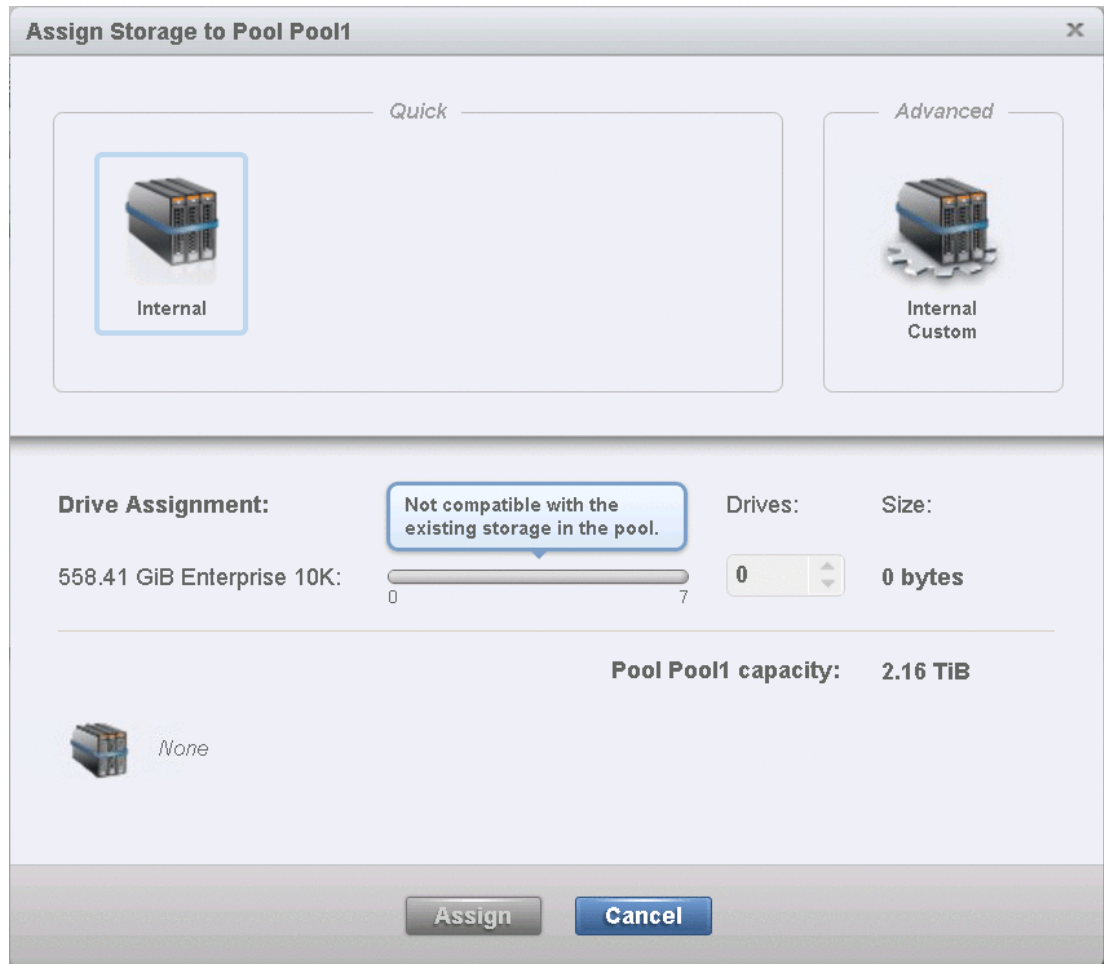 Assign Storage to Pool Pool1
x
Quick
Advanced
Internal
Internal
Custom
Drive Assignment:
Not compatible with the
existing storage in the pool.
Drives:
Size:
558.41 GiB Enterprise 10K:
0
7
0
0 bytes
Pool Pool1 capacity:
2.16 TiB
None
Assign
Cancel